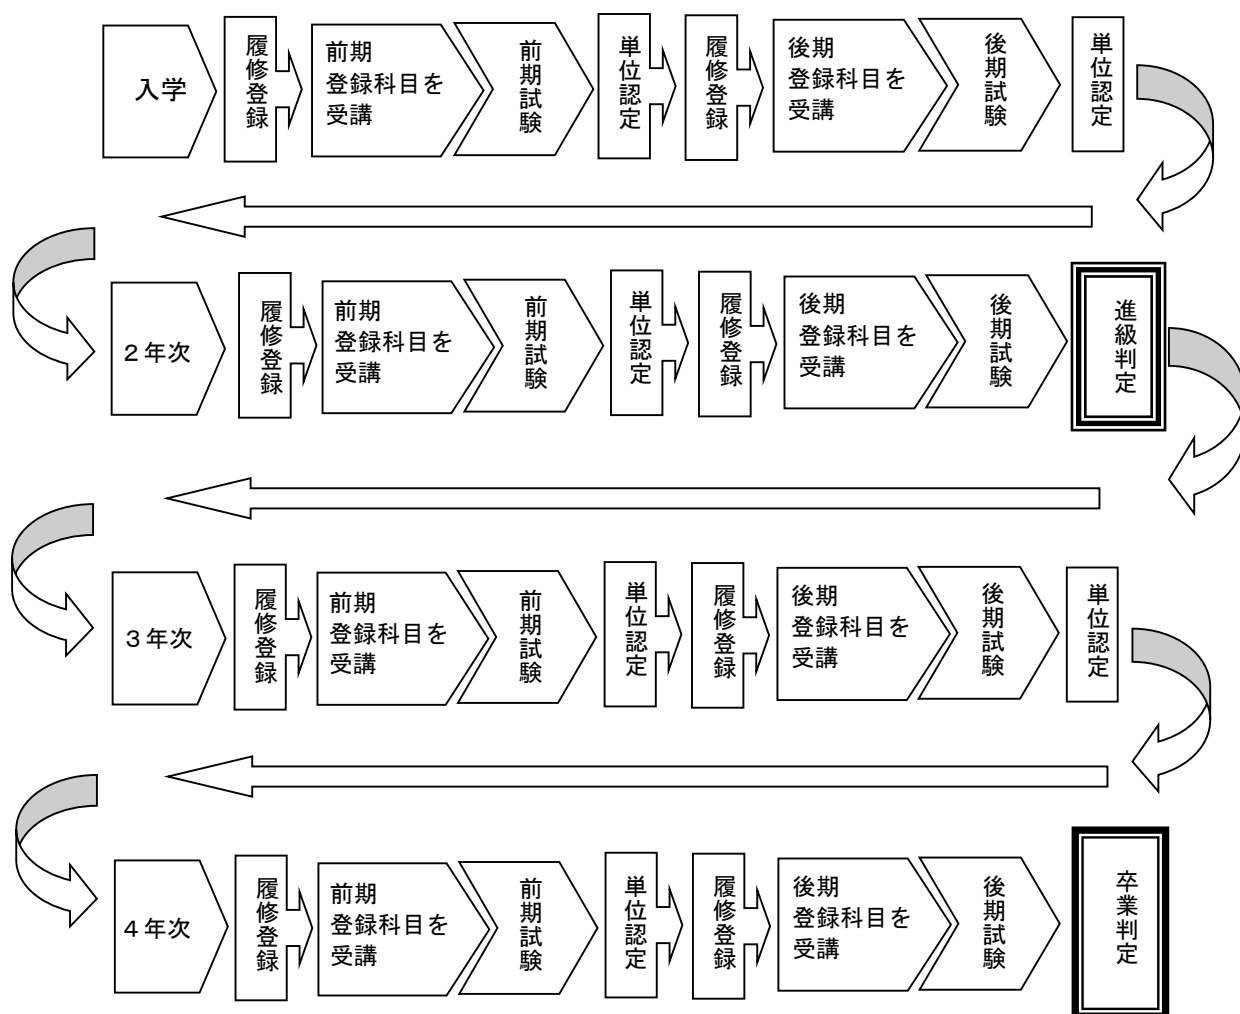 入学
履修登録
前期
登録科目を
受講
前期試験
単位認定
履修登録
後期
登録科目を
受講
後期試験
単位認定
2年次
履修登録
前期
登録科目を
受講
前期試験
単位認定
履修登録
後期
登録科目を
受講
後期試験
進級判定
3年次
履修登録
前期
登録科目を
受講
前期試験
単位認定
履修登録
後期
登録科目を
受講
後期試験
単位認定
4年次
履修登録
前期
登録科目を
受講
前期試験
単位認定
履修登録
後期
登録科目を
受講
後期試験
卒業判定